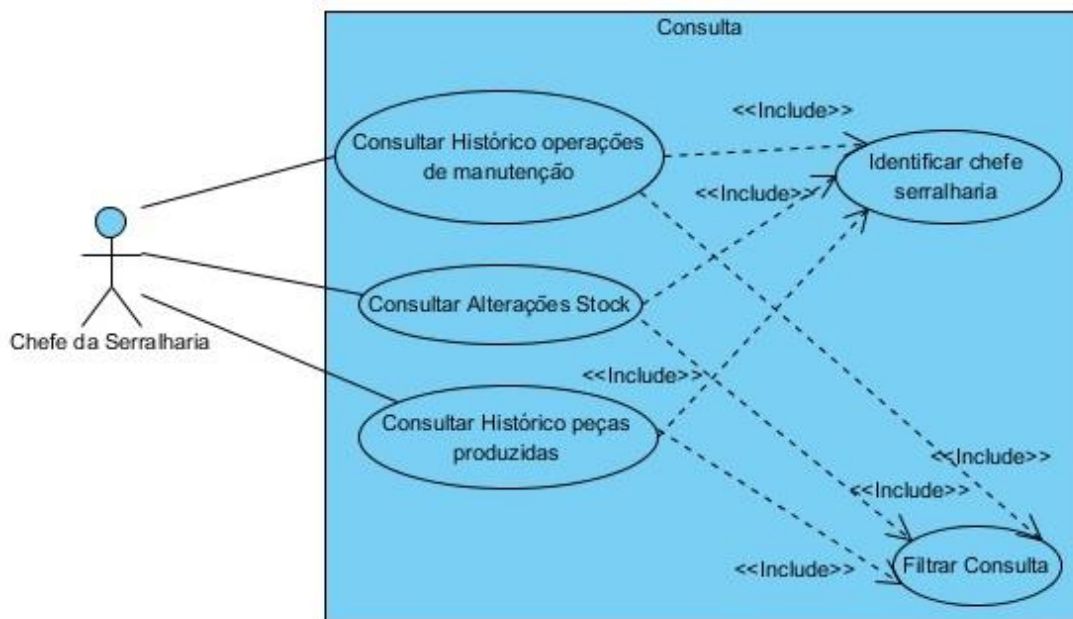 Consulta
Consultar Histórico operações
de manutenção
<<Include>>
Identificar chefe
serralharia
<<Include>>
Consultar Alterações Stock
Chefe da Serralharia
<<Include>>
Consultar Histórico peças
produzidas
<<Include>>
<<Include>>
<<Include>>
Filtrar Consulta